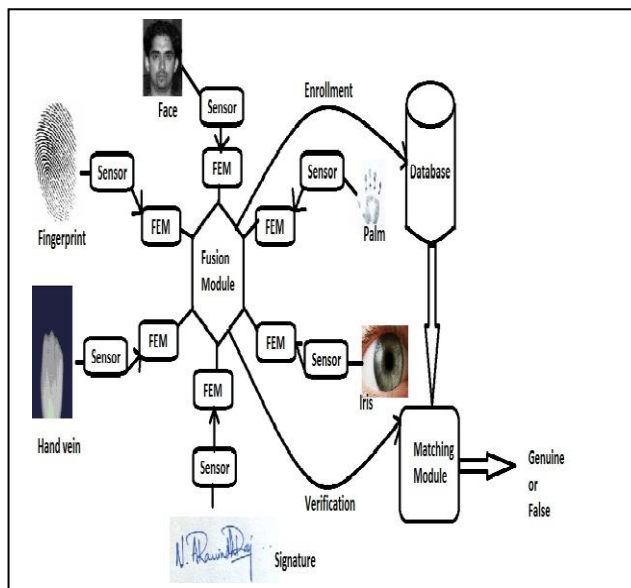 Face
Sensor
FEM
Enrollment
Database
Fingerprint
Sensor
FEM
Sensor
FEM
Palm
Fusion
Module
Hand vein
Sensor
FEM
FEM
Sensor
Iris
FEM
Sensor
Signature
Verification
Matching
Module
Genuine
or
False